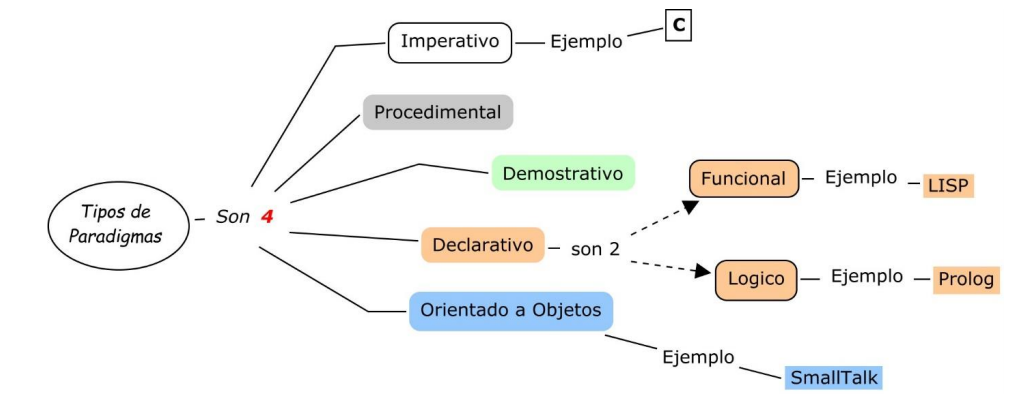 Imperativo
Ejemplo
C
Procedimental
Demostrativo
Funcional
Ejemplo
LISP
Tipos de
Paradigmas
Son 4
Declarativo
son 2
Logico
Ejemplo
Prolog
Orientado a Objetos
Ejemplo
SmallTalk